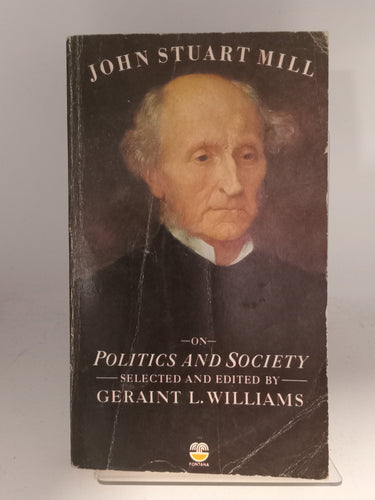 JOHN STUART MILL
—ON—
POLITICS AND SOCIETY
—SELECTED AND EDITED BY—
GERAINT L. WILLIAMS
FONTANA